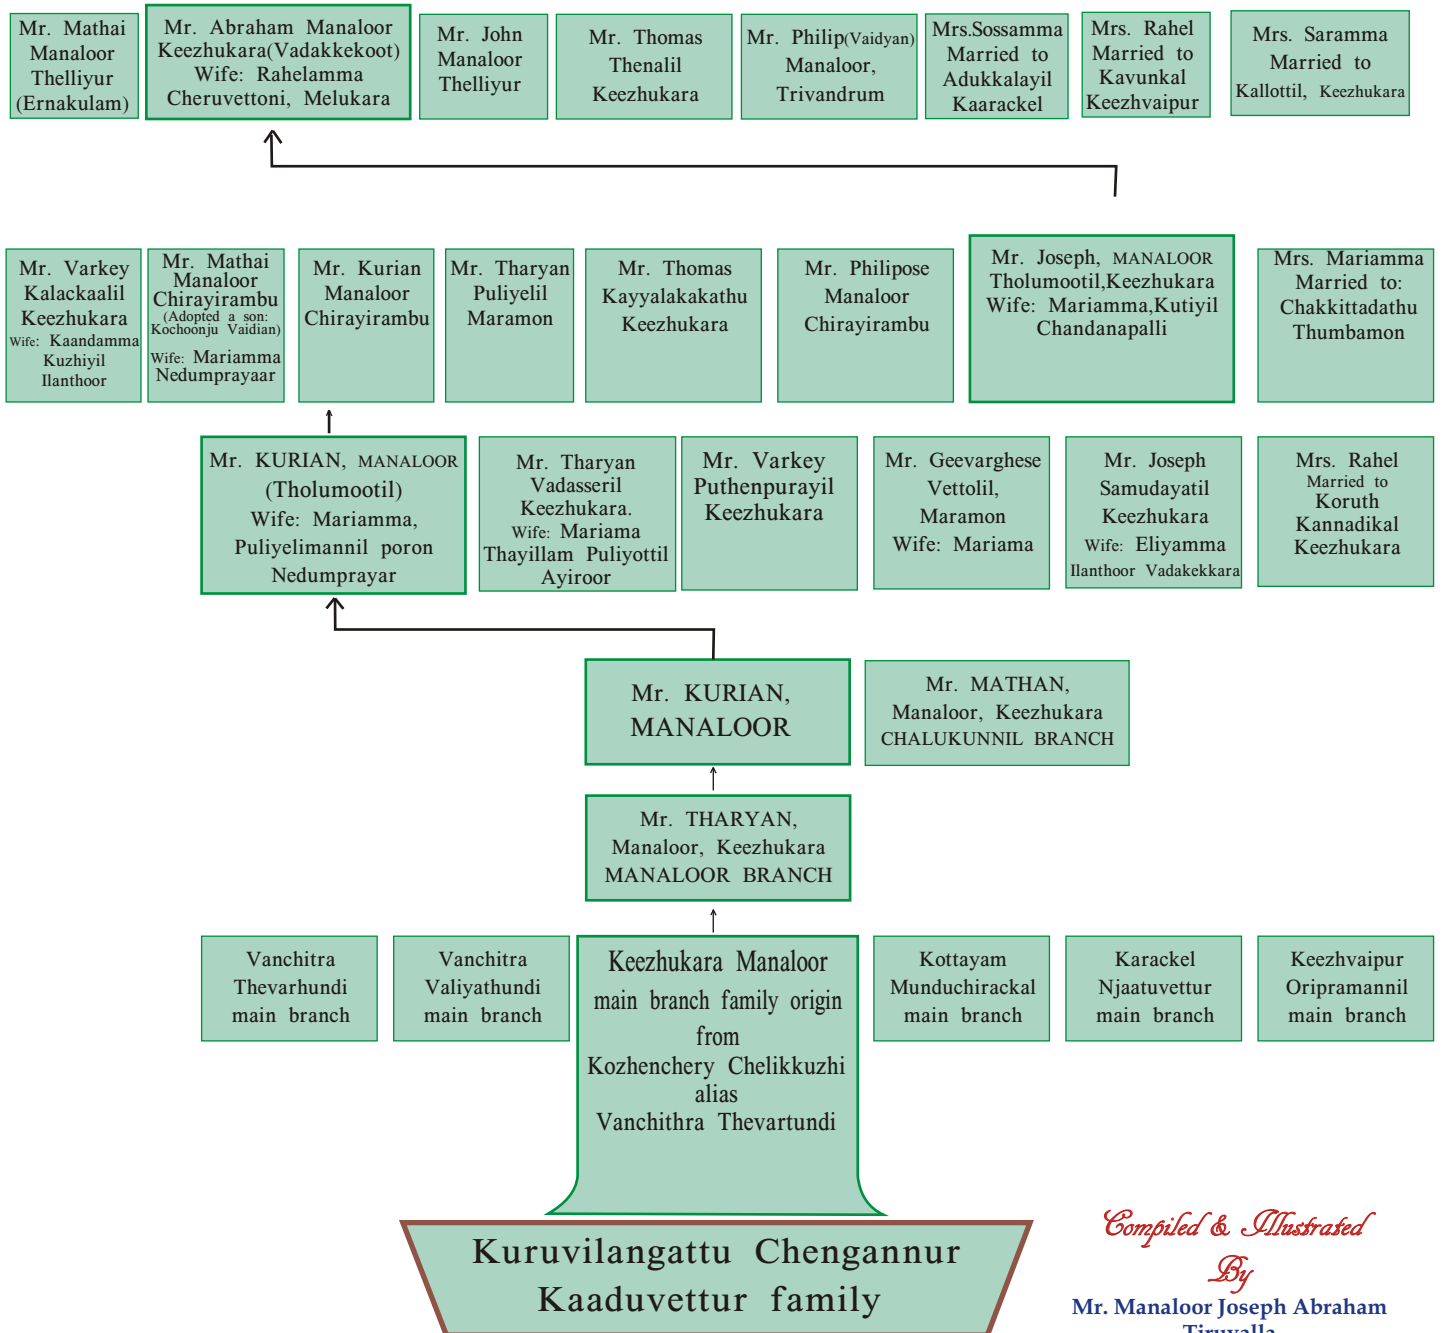 Mr. Mathai
Manaloor
Thelliyur
(Ernakulam)
Mr. Abraham Manaloor
Keezhukara(Vadakkekoot)
Wife: Rahelamma
Cheruvettoni, Melukara
Mr. John
Manaloor
Thelliyur
Mr. Thomas
Thenalil
Keezhukara
Mr. Philip(Vaidyan)
Manaloor,
Trivandrum
Mrs.Sossamma
Married to
Adukkalayil
Kaarackel
Mrs. Rahel
Married to
Kavunkal
Keezhvaipur
Mrs. Saramma
Married to
Kallottil, Keezhukara
Mr. Varkey
Kalackaalil
Keezhukara
Wife: Kaandamma
Kuzhiyil
Ilanthoor
Mr. Mathai
Manaloor
Chirayirambu
(Adopted a son:
Kochoonju Vaidian)
Wife: Mariamma
Nedumprayaar
Mr. Kurian
Manaloor
Chirayirambu
Mr. Tharyan
Puliyelil
Maramon
Mr. Thomas
Kayyalakakathu
Keezhukara
Mr. Philipose
Manaloor
Chirayirambu
Mr. Joseph, MANALOOR
Tholumootil,Keezhukara
Wife: Mariamma,Kutiyil
Chandanapalli
Mrs. Mariamma
Married to:
Chakkittadathu
Thumbamon
Mr. KURIAN, MANALOOR
(Tholumootil)
Wife: Mariamma,
Puliyelimannil poron
Nedumprayar
Mr. Tharyan
Vadasseril
Keezhukara.
Wife: Mariama
Thayillam Puliyottil
Ayiroor
Mr. Varkey
Puthenpurayil
Keezhukara
Mr. Geevarghese
Vettolil,
Maramon
Wife: Mariama
Mr. Joseph
Samudayatil
Keezhukara
Wife: Eliyamma
Ilanthoor Vadakekkara
Mrs. Rahel
Married to
Koruth
Kannadikal
Keezhukara
Mr. KURIAN,
MANALOOR
Mr. MATHAN,
Manaloor, Keezhukara
CHALUKUNNIL BRANCH
Mr. THARYAN,
Manaloor, Keezhukara
MANALOOR BRANCH
Vanchitra
Thevarhundi
main branch
Vanchitra
Valiyathundi
main branch
Keezhukara Manaloor
main branch family origin
from
Kozhenchery Chelikkuzhi
alias
Vanchithra Thevartundi
Kottayam
Munduchirackal
main branch
Karackel
Njaatuvettur
main branch
Keezhvaipur
Oripramannil
main branch
Kuruvilangattu Chengannur
Kaaduvettur family
Compiled & Illustrated
By
Mr. Manaloor Joseph Abraham
Tiruvalla